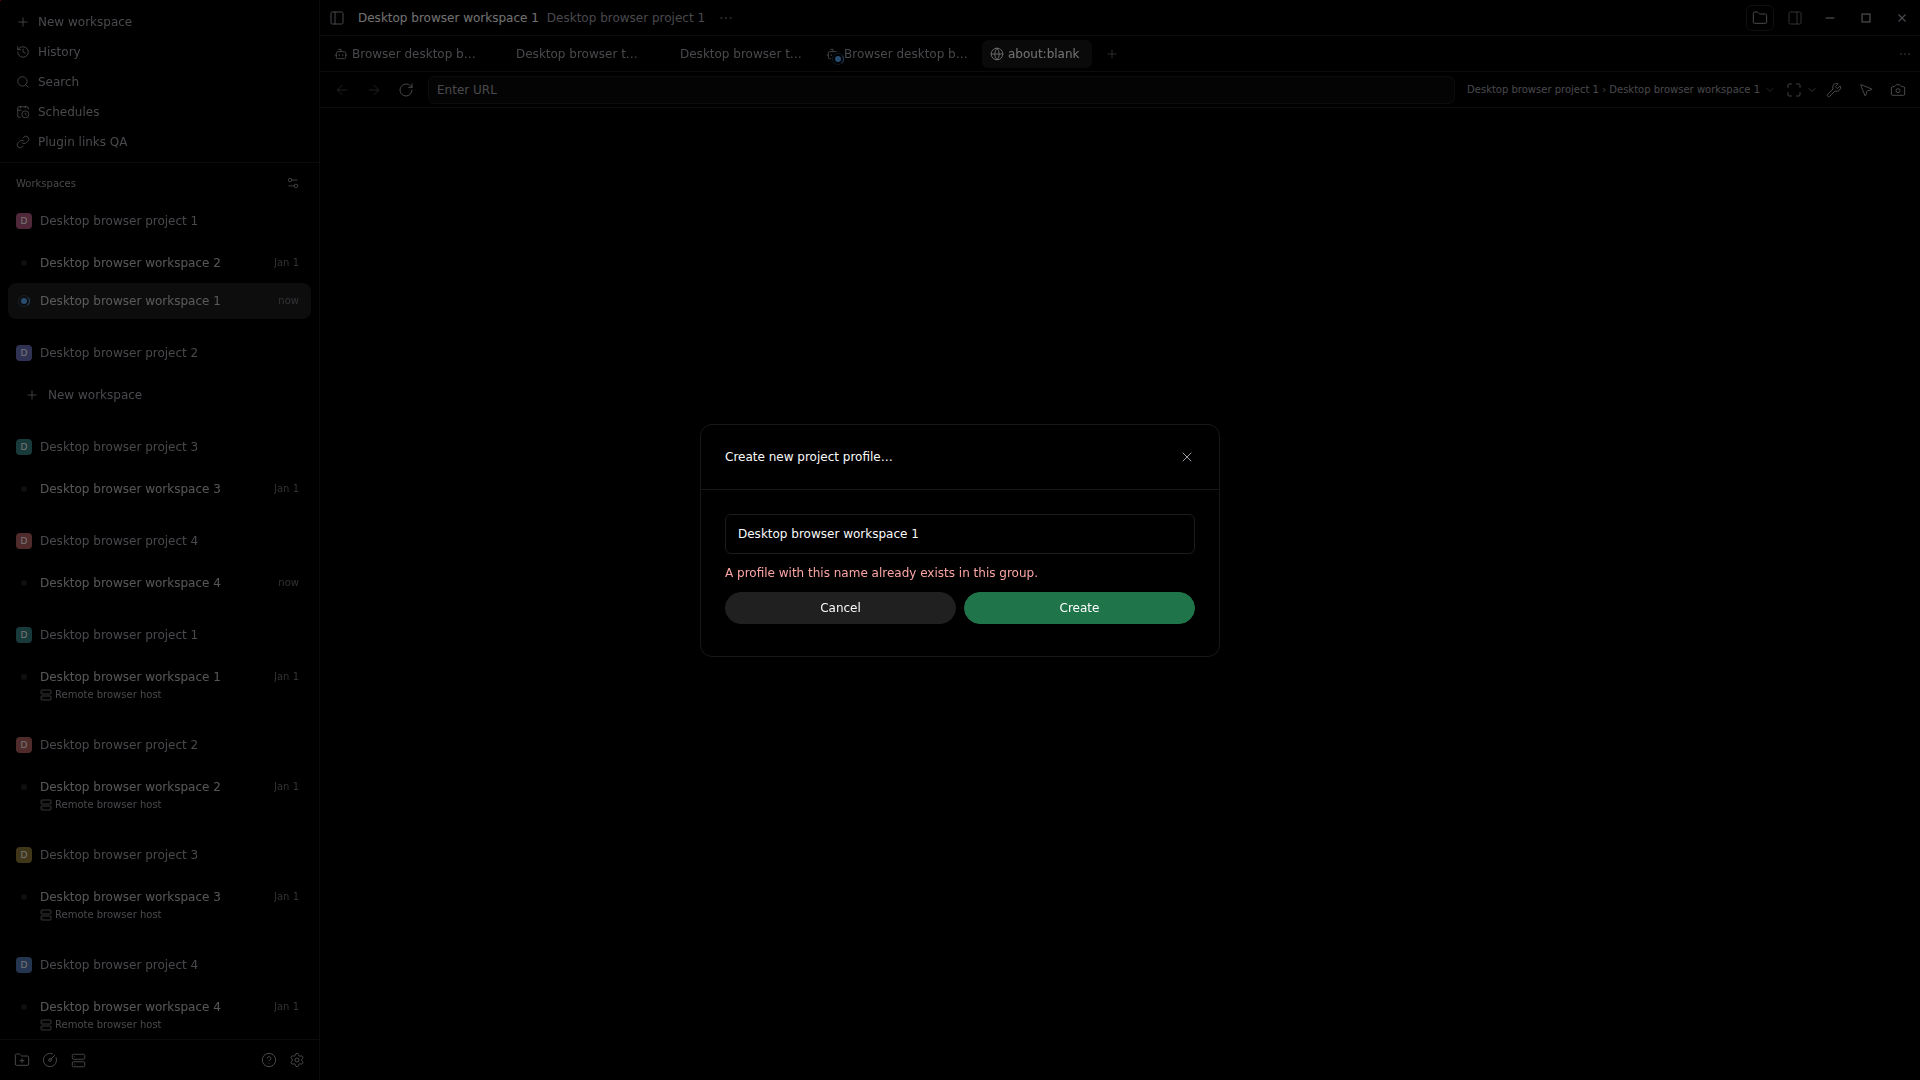 New workspace
History
Search
Schedules
Plugin links QA
Workspaces
D Desktop browser project 1
Desktop browser workspace 2 Jan 1
Desktop browser workspace 1 now
D Desktop browser project 2
New workspace
D Desktop browser project 3
Desktop browser workspace 3 Jan 1
D Desktop browser project 4
Desktop browser workspace 4 now
D Desktop browser project 1
Desktop browser workspace 1 Jan 1
Remote browser host
D Desktop browser project 2
Desktop browser workspace 2 Jan 1
Remote browser host
D Desktop browser project 3
Desktop browser workspace 3 Jan 1
Remote browser host
D Desktop browser project 4
Desktop browser workspace 4 Jan 1
Remote browser host
Desktop browser workspace 1 Desktop browser project 1
Browser desktop b... Desktop browser t... Desktop browser t... Browser desktop b... about:blank
Enter URL Desktop browser project 1 › Desktop browser workspace 1
Create new project profile...
Desktop browser workspace 1
A profile with this name already exists in this group.
Cancel Create